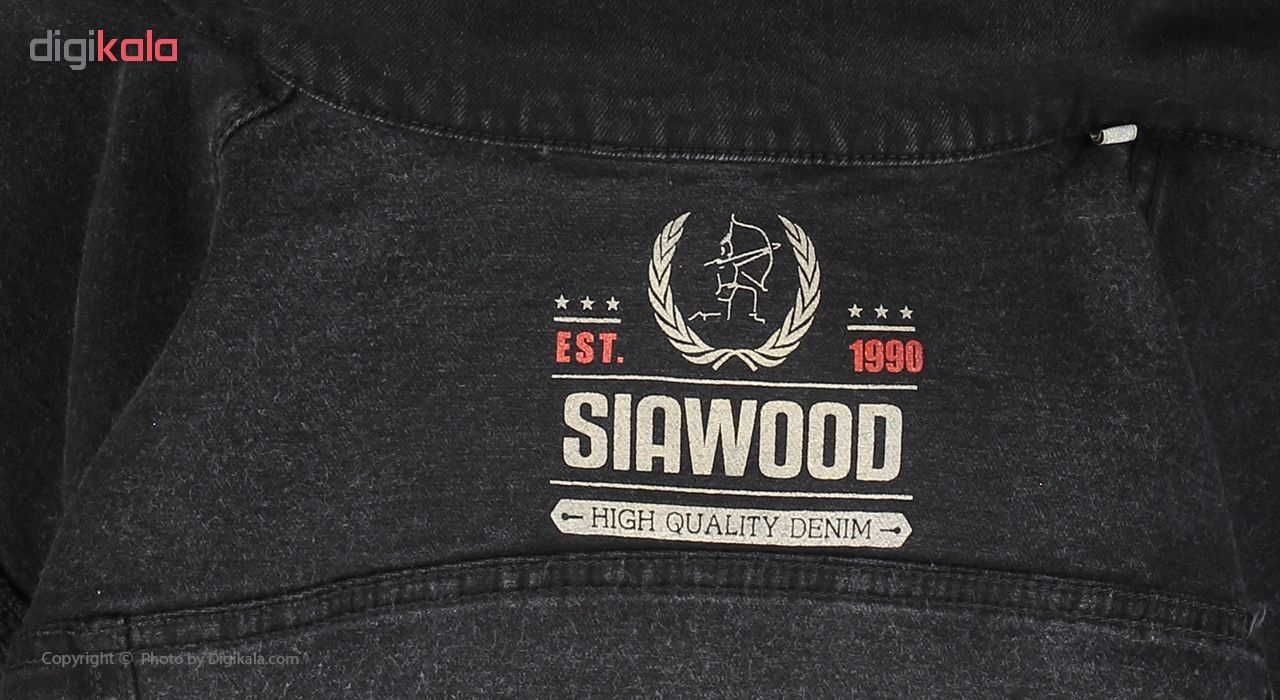 digikala
EST. 1990
SIAWOOD
HIGH QUALITY DENIM
Copyright © Photo by Digikala.com